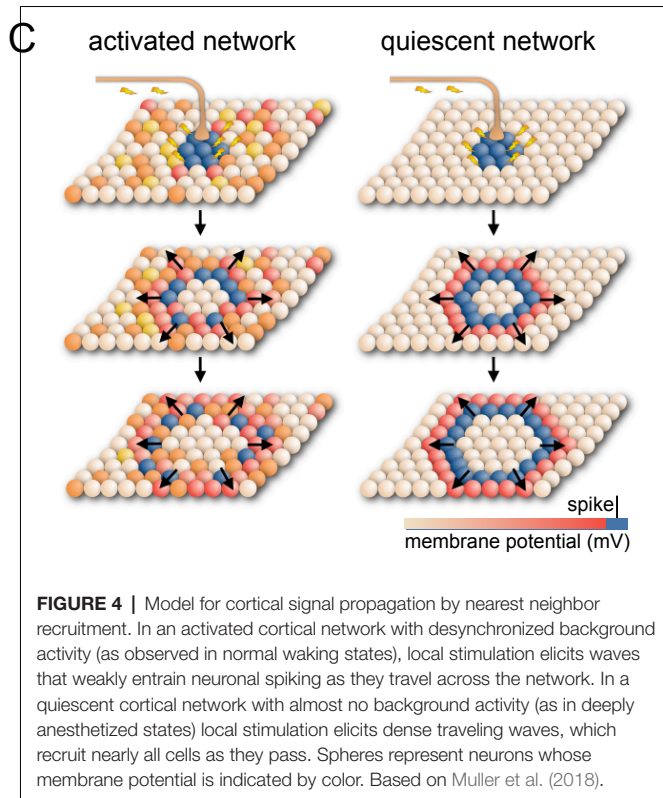 C
activated network
quiescent network
spike
membrane potential (mV)
FIGURE 4 | Model for cortical signal propagation by nearest neighbor
recruitment. In an activated cortical network with desynchronized background
activity (as observed in normal waking states), local stimulation elicits waves
that weakly entrain neuronal spiking as they travel across the network. In a
quiescent cortical network with almost no background activity (as in deeply
anesthetized states) local stimulation elicits dense traveling waves, which
recruit nearly all cells as they pass. Spheres represent neurons whose
membrane potential is indicated by color. Based on Muller et al. (2018).